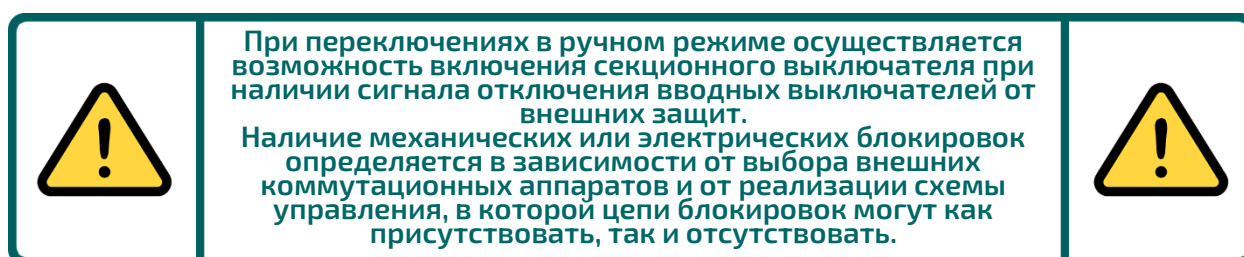 При переключениях в ручном режиме осуществляется
возможность включения секционного выключателя при
наличии сигнала отключения вводных выключателей от
внешних защит.
Наличие механических или электрических блокировок
определяется в зависимости от выбора внешних
коммутационных аппаратов и от реализации схемы
управления, в которой цепи блокировок могут как
присутствовать, так и отсутствовать.